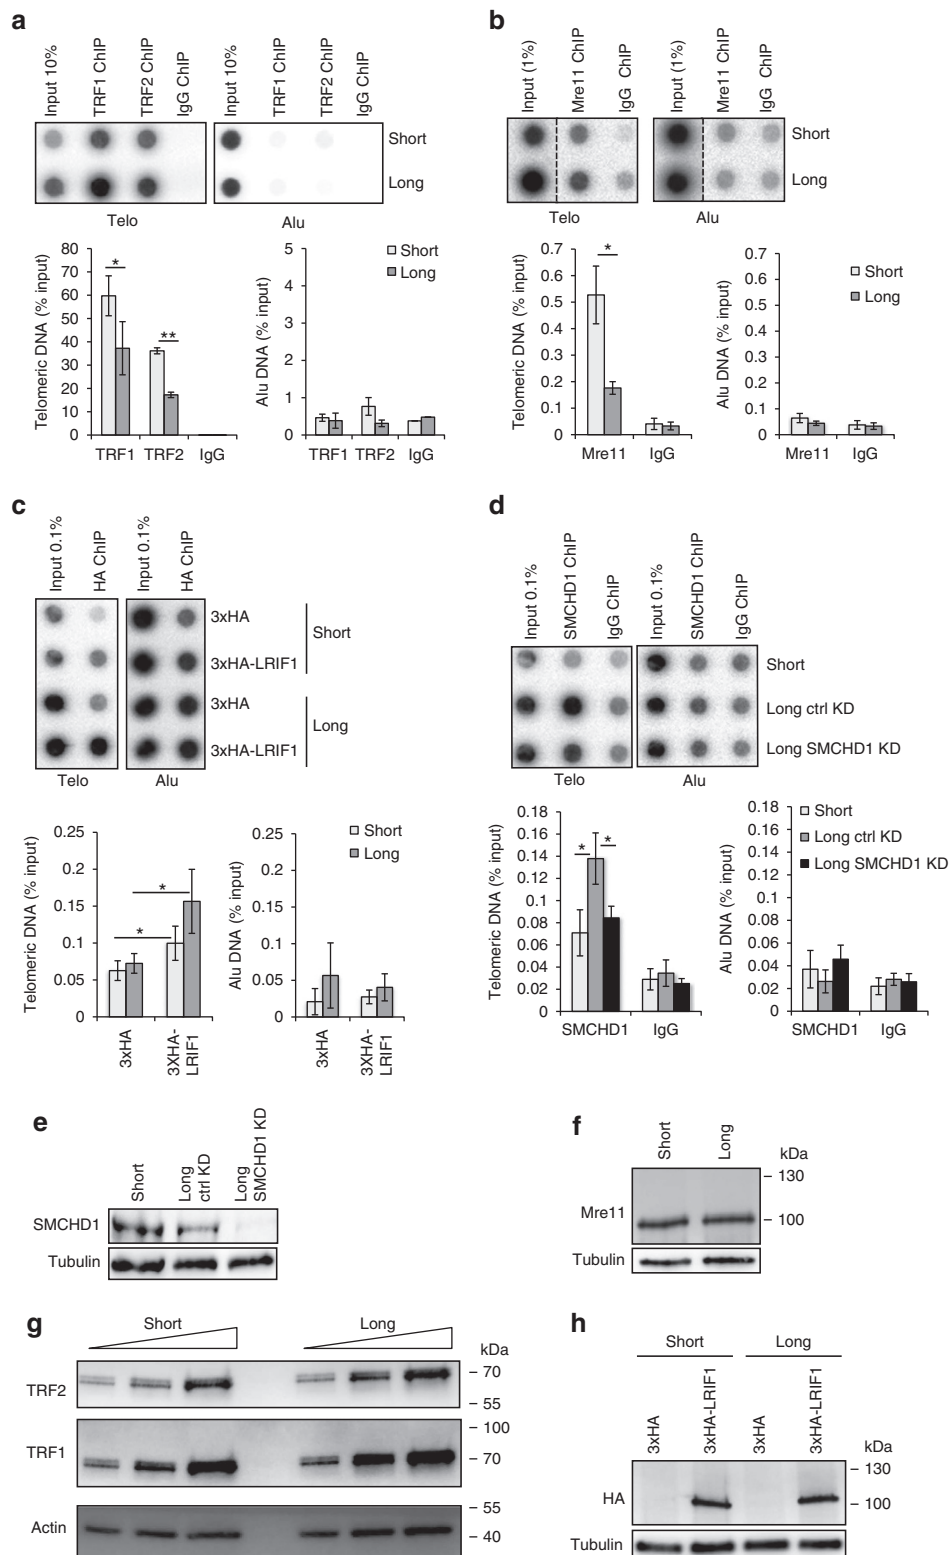 a
Input 10%
TRF1 ChIP
TRF2 ChIP
IgG ChIP
Input 10%
TRF1 ChIP
TRF2 ChIP
IgG ChIP
Short
Long
Telo
Alu
Telomeric DNA (% input)
80
70
60
50
40
30
20
10
0
*
**
TRF1 TRF2 IgG
Alu DNA (% input)
5
4
3
2
1
0
Short
Long
TRF1 TRF2 IgG
b
Input (1%)
Mre11 ChIP
IgG ChIP
Input (1%)
Mre11 ChIP
IgG ChIP
Short
Long
Telo
Alu
Telomeric DNA (% input)
0.7
0.6
0.5
0.4
0.3
0.2
0.1
0
*
Mre11 IgG
Alu DNA (% input)
0.7
0.6
0.5
0.4
0.3
0.2
0.1
0
Short
Long
Mre11 IgG
c
Input 0.1%
HA ChIP
Input 0.1%
HA ChIP
3xHA
3xHA-LRIF1
Short
3xHA
3xHA-LRIF1
Long
Telo
Alu
Telomeric DNA (% input)
0.25
0.2
0.15
0.1
0.05
0
*
*
3xHA
3XHA-
LRIF1
Alu DNA (% input)
0.25
0.2
0.15
0.1
0.05
0
Short
Long
3xHA
3XHA-
LRIF1
d
Input 0.1%
SMCHD1 ChIP
IgG ChIP
Input 0.1%
SMCHD1 ChIP
IgG ChIP
Short
Long ctrl KD
Long SMCHD1 KD
Telo
Alu
Telomeric DNA (% input)
0.18
0.16
0.14
0.12
0.1
0.08
0.06
0.04
0.02
0
*
*
SMCHD1 IgG
Alu DNA (% input)
0.18
0.16
0.14
0.12
0.1
0.08
0.06
0.04
0.02
0
Short
Long ctrl KD
Long SMCHD1 KD
SMCHD1 IgG
e
Short
Long
ctrl KD
Long
SMCHD1 KD
SMCHD1
Tubulin
f
Short
Long
kDa
130
100
Mre11
Tubulin
g
Short
Long
kDa
TRF2
70
55
TRF1
100
70
Actin
55
40
h
Short
Long
3xHA
3xHA-LRIF1
3xHA
3xHA-LRIF1
kDa
130
100
HA
Tubulin